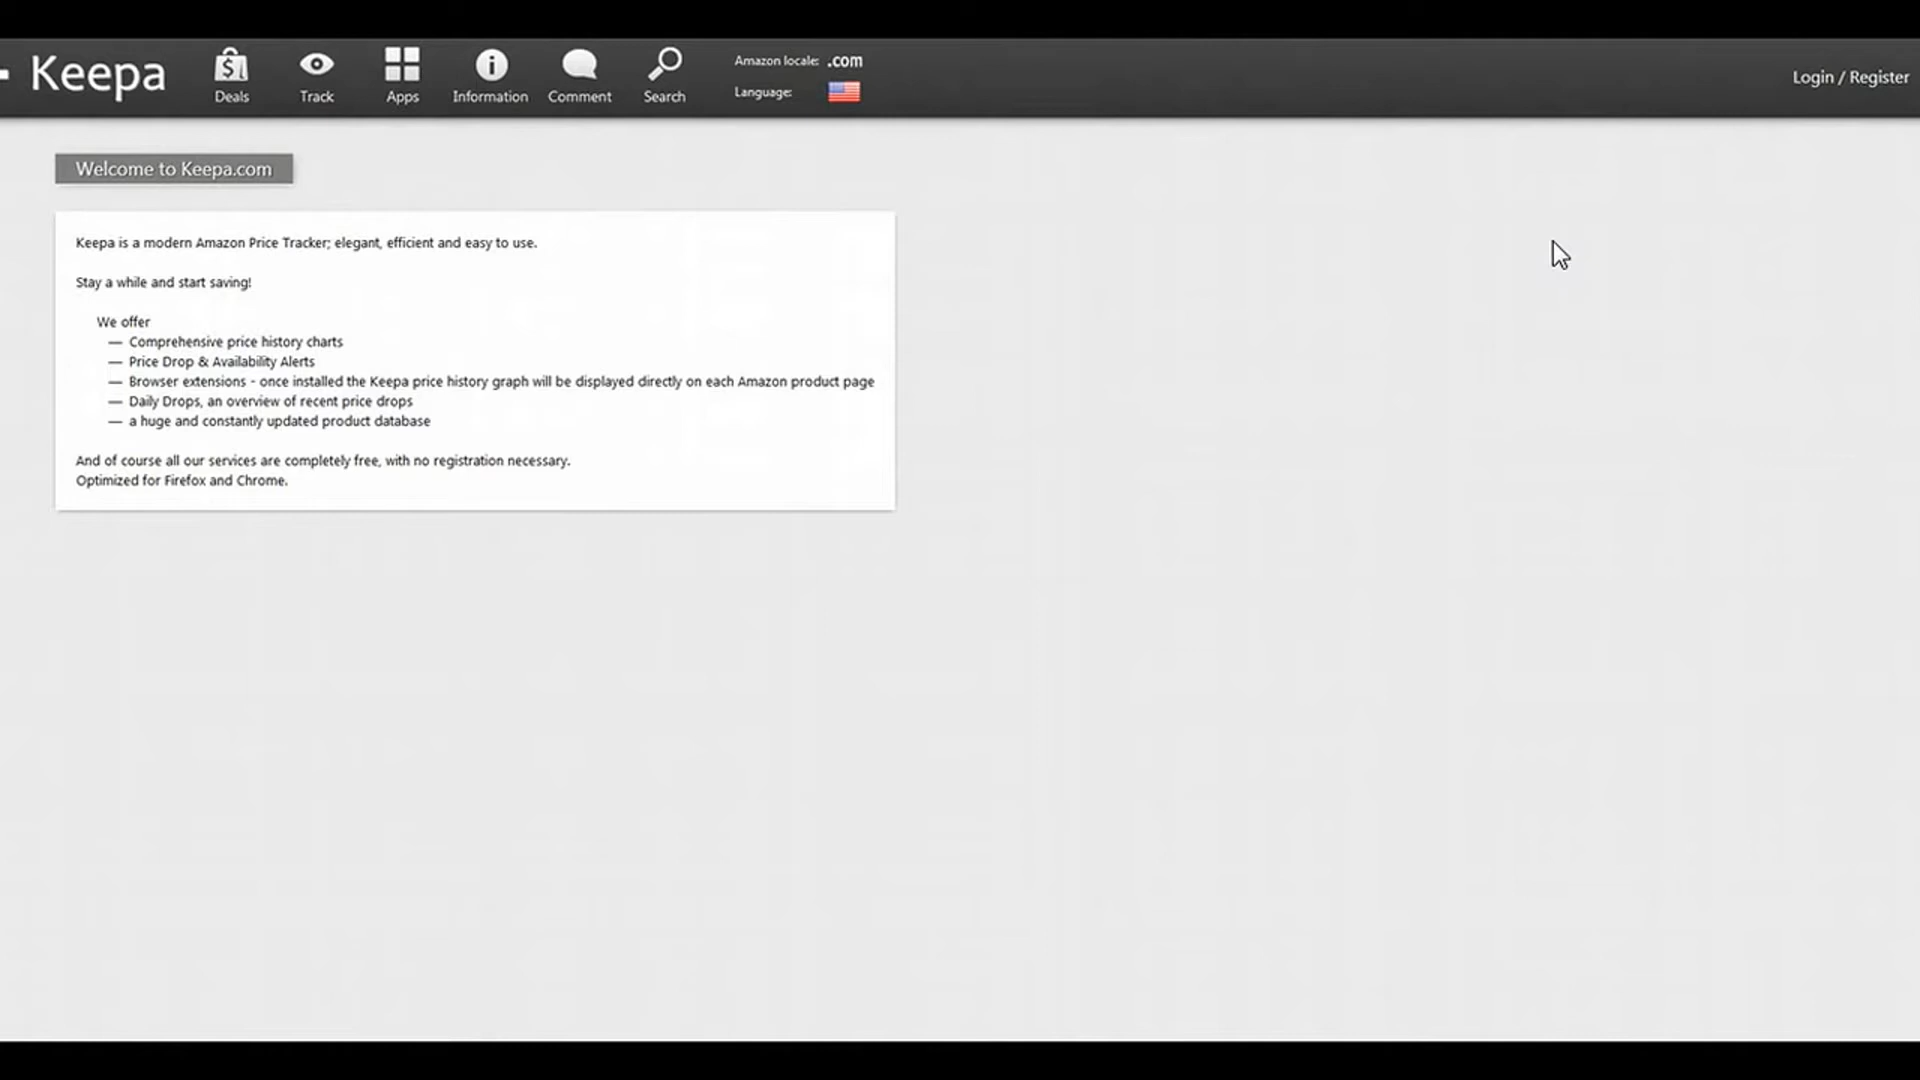 Keepa
Deals
Track
Apps
Information
Comment
Search
Amazon locale: .com
Language:
Login / Register
Welcome to Keepa.com
Keepa is a modern Amazon Price Tracker; elegant, efficient and easy to use.
Stay a while and start saving!
We offer
— Comprehensive price history charts
— Price Drop & Availability Alerts
— Browser extensions - once installed the Keepa price history graph will be displayed directly on each Amazon product page
— Daily Drops, an overview of recent price drops
— a huge and constantly updated product database
And of course all our services are completely free, with no registration necessary.
Optimized for Firefox and Chrome.